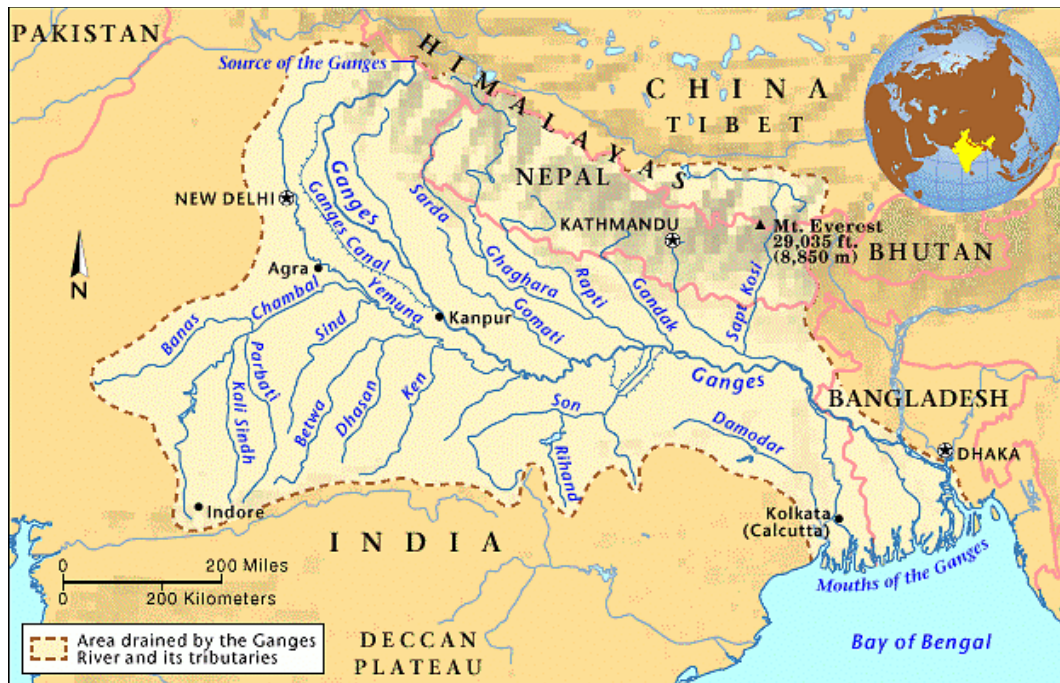 PAKISTAN
HIMALAYAS
Source of the Ganges
CHINA
TIBET
NEPAL
NEW DELHI
Ganges
Ganges Canal
Sarda
KATHMANDU
Mt. Everest
29,035 ft.
(8,850 m)
BHUTAN
N
Agra
Yemuna
Ghaghara
Rapti
Gandak
Sapt Kosi
Banas
Chambal
Sind
Kanpur
Gomati
Parbati
Kali Sindh
Betwa
Dhasan
Ken
Ganges
BANGLADESH
Son
Damodar
Rihand
DHAKA
Indore
Kolkata
(Calcutta)
INDIA
Mouths of the Ganges
0 200 Miles
0 200 Kilometers
Area drained by the Ganges
River and its tributaries
DECCAN
PLATEAU
Bay of Bengal